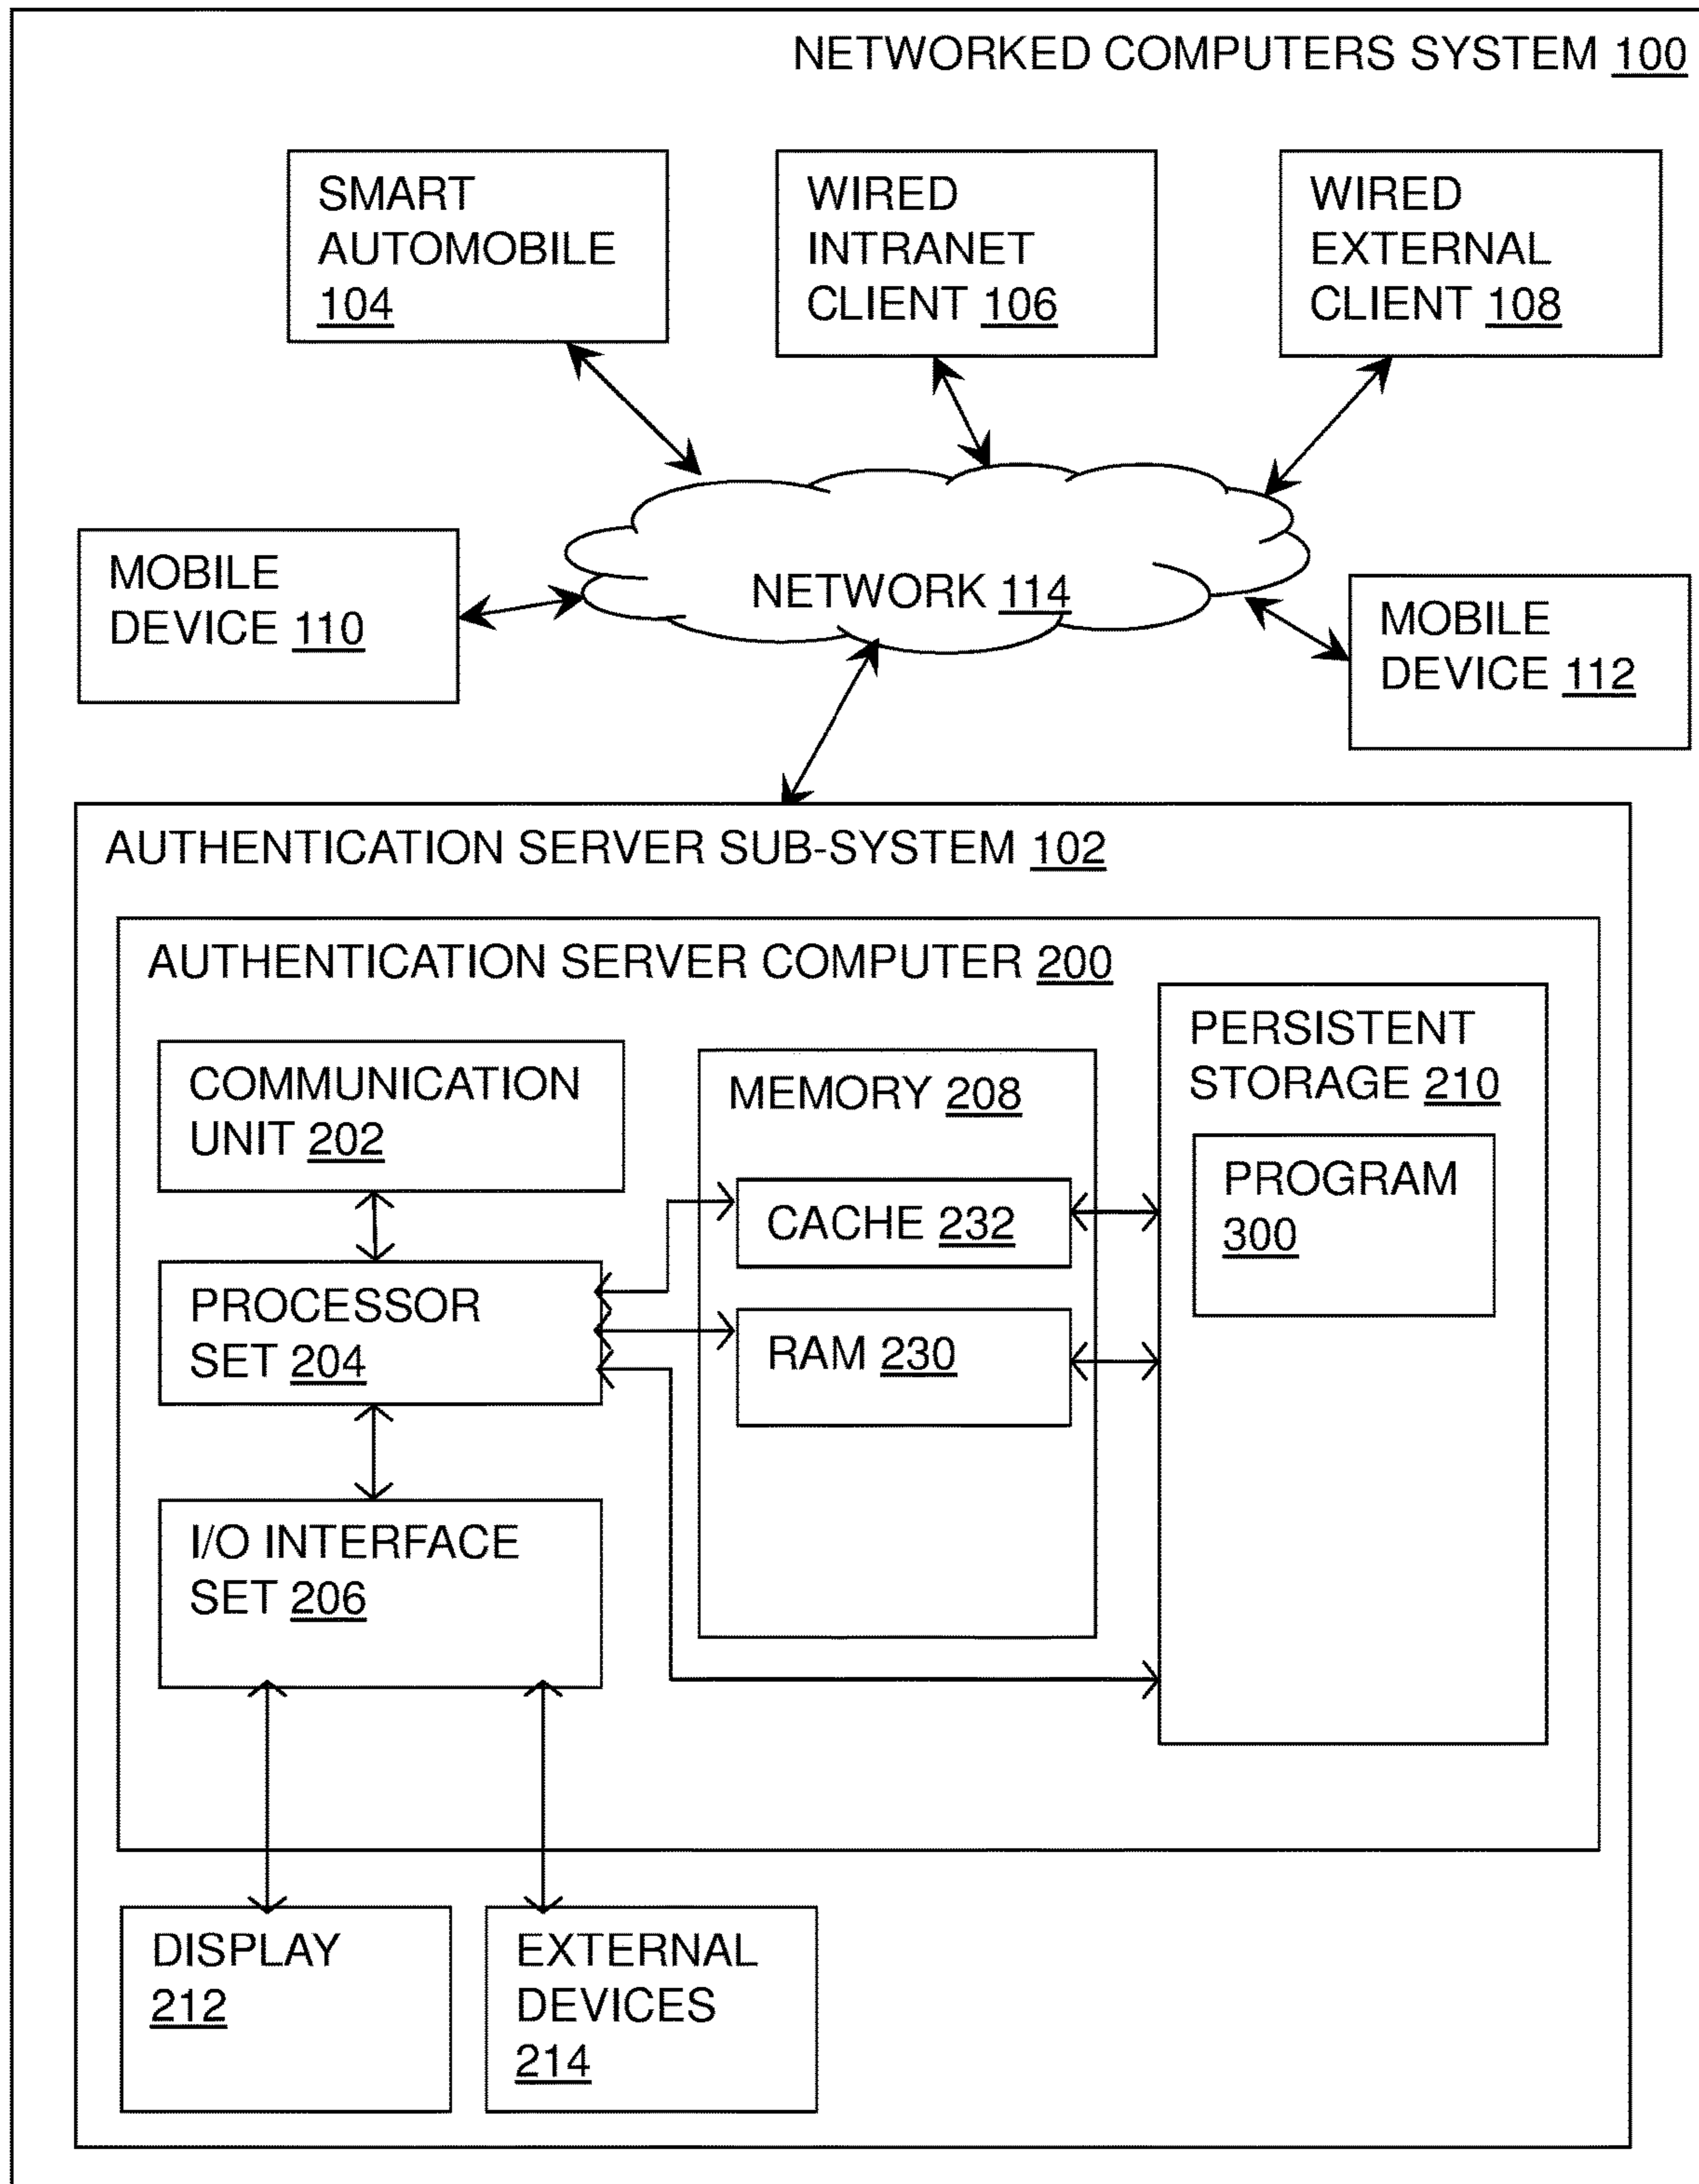 NETWORKED COMPUTERS SYSTEM 100
SMART
AUTOMOBILE
104
WIRED
INTRANET
CLIENT 106
WIRED
EXTERNAL
CLIENT 108
MOBILE
DEVICE 110
NETWORK 114
MOBILE
DEVICE 112
AUTHENTICATION SERVER SUB-SYSTEM 102
AUTHENTICATION SERVER COMPUTER 200
COMMUNICATION
UNIT 202
PROCESSOR
SET 204
I/O INTERFACE
SET 206
MEMORY 208
CACHE 232
RAM 230
PERSISTENT
STORAGE 210
PROGRAM
300
DISPLAY
212
EXTERNAL
DEVICES
214